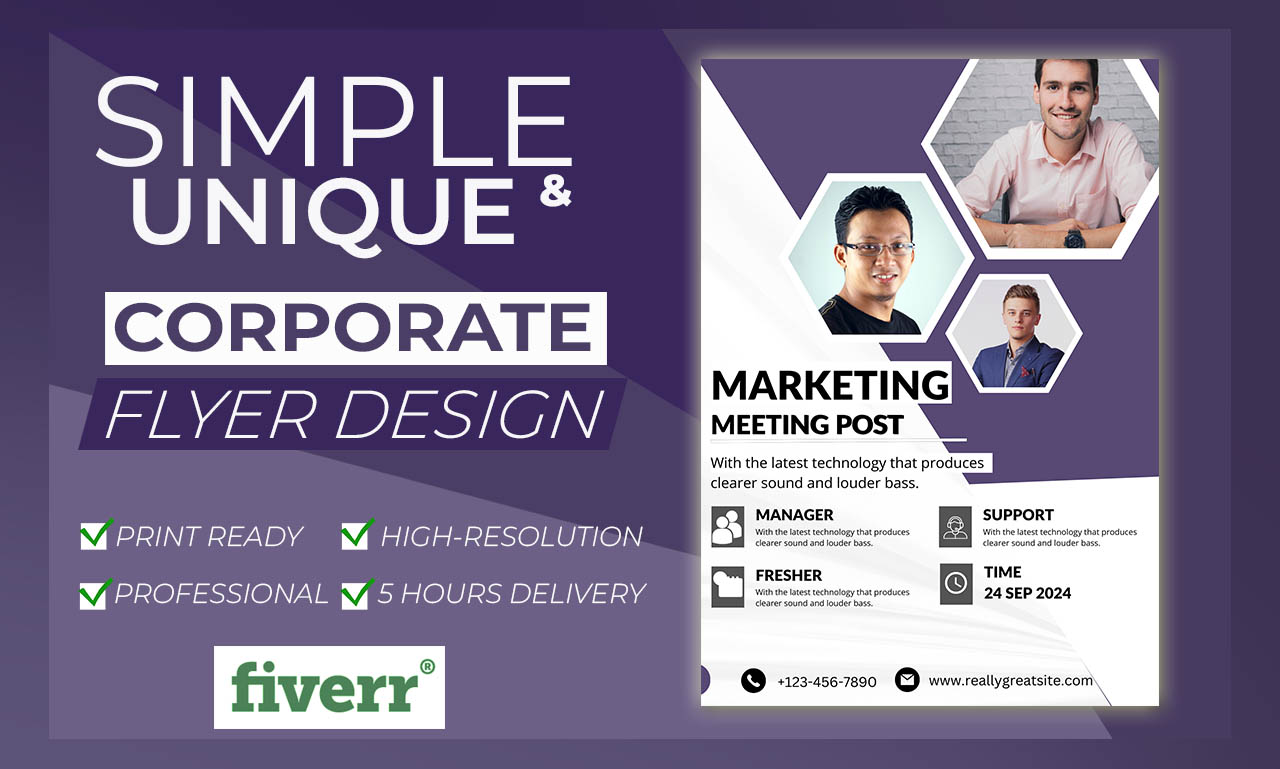 SIMPLE
UNIQUE &
CORPORATE
FLYER DESIGN
PRINT READY
HIGH-RESOLUTION
PROFESSIONAL
5 HOURS DELIVERY
fiverr®
MARKETING
MEETING POST
With the latest technology that produces
clearer sound and louder bass.
MANAGER
With the latest technology that produces
clearer sound and louder bass.
SUPPORT
With the latest technology that produces
clearer sound and louder bass.
FRESHER
With the latest technology that produces
clearer sound and louder bass.
TIME
24 SEP 2024
+123-456-7890
www.reallygreatsite.com